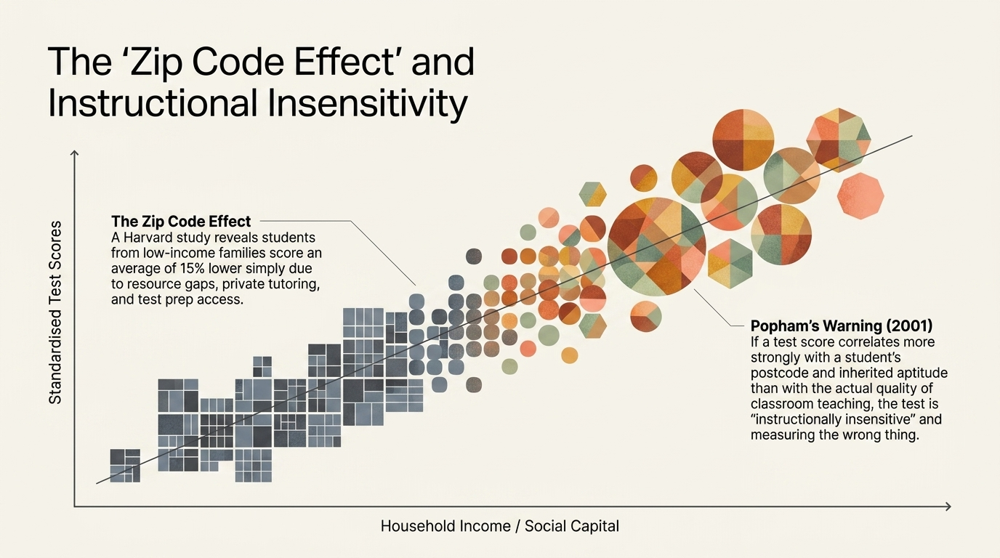 The ‘Zip Code Effect’ and
Instructional Insensitivity
Standardised Test Scores
The Zip Code Effect
A Harvard study reveals students
from low-income families score an
average of 15% lower simply due
to resource gaps, private tutoring,
and test prep access.
Popham’s Warning (2001)
If a test score correlates more
strongly with a student’s
postcode and inherited aptitude
than with the actual quality of
classroom teaching, the test is
“instructionally insensitive” and
measuring the wrong thing.
Household Income / Social Capital